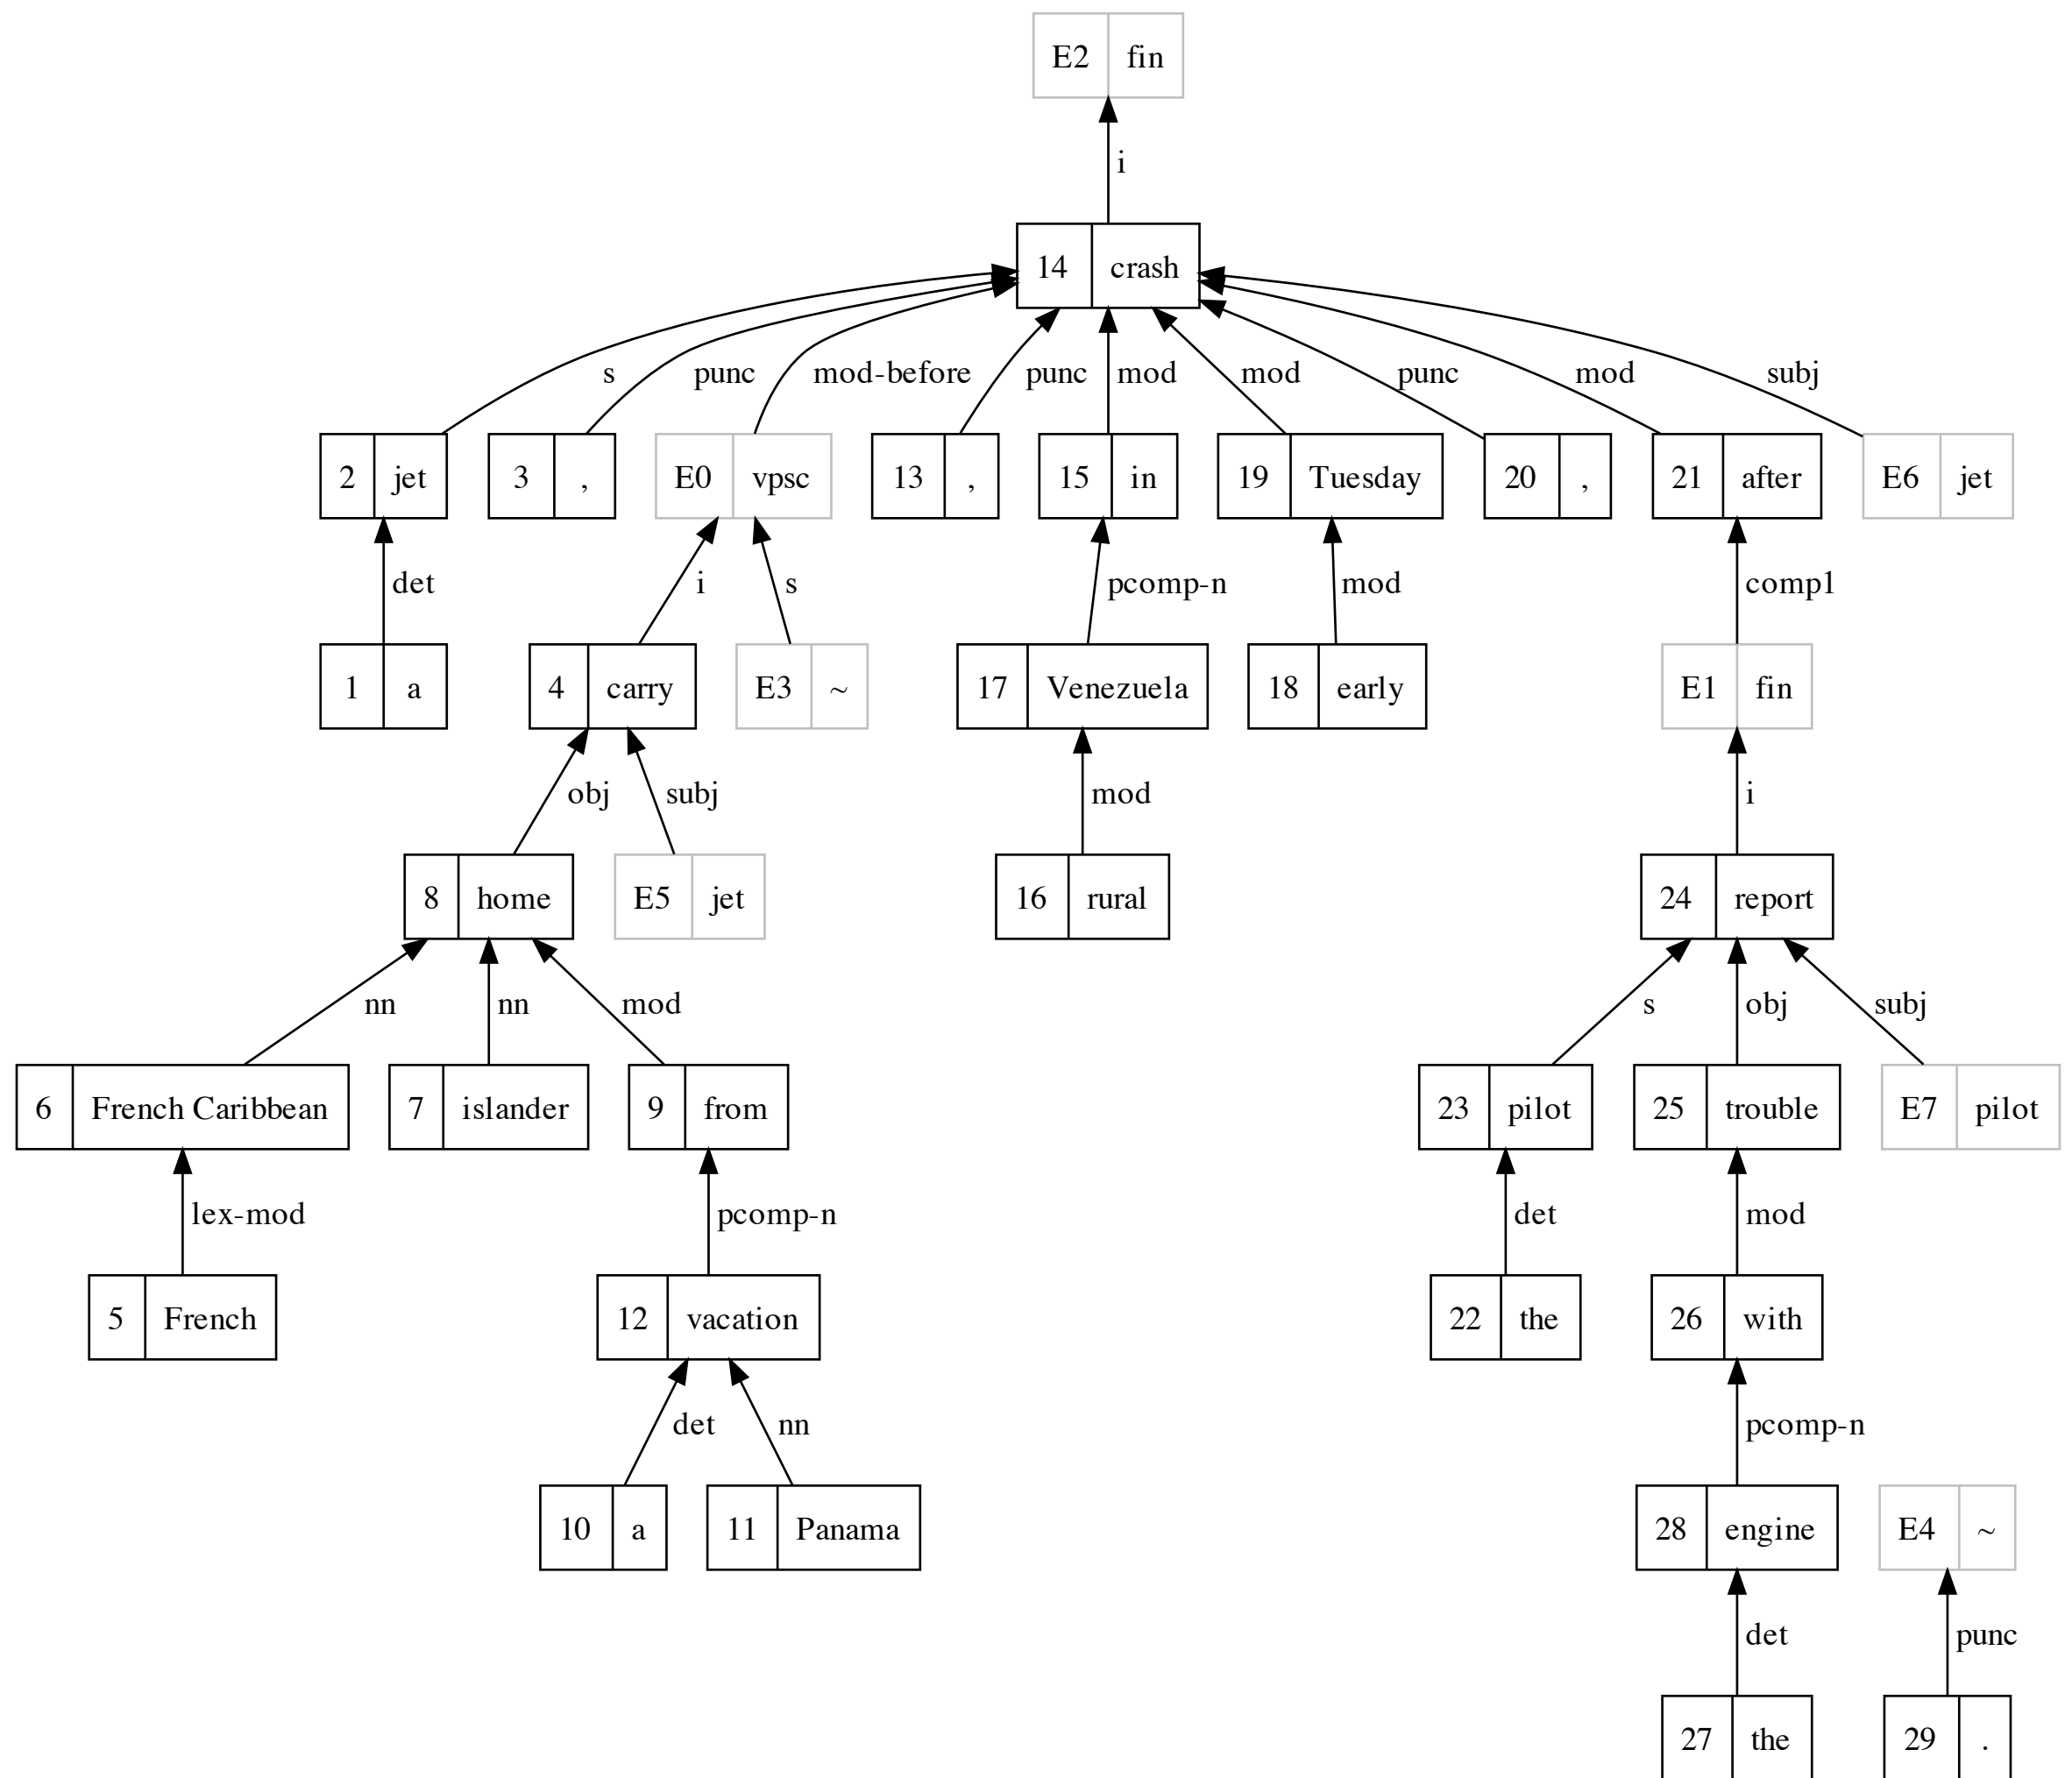 E2 fin
i
14 crash
s punc mod-before punc mod mod punc mod subj
2 jet 3 , E0 vpsc 13 , 15 in 19 Tuesday 20 , 21 after E6 jet
det i s pcomp-n mod comp1
1 a 4 carry E3 ~ 17 Venezuela 18 early E1 fin
obj subj mod i
8 home E5 jet 16 rural 24 report
nn nn mod s obj subj
6 French Caribbean 7 islander 9 from 23 pilot 25 trouble E7 pilot
lex-mod pcomp-n det mod
5 French 12 vacation 22 the 26 with
det nn pcomp-n
10 a 11 Panama 28 engine E4 ~
det punc
27 the 29 .